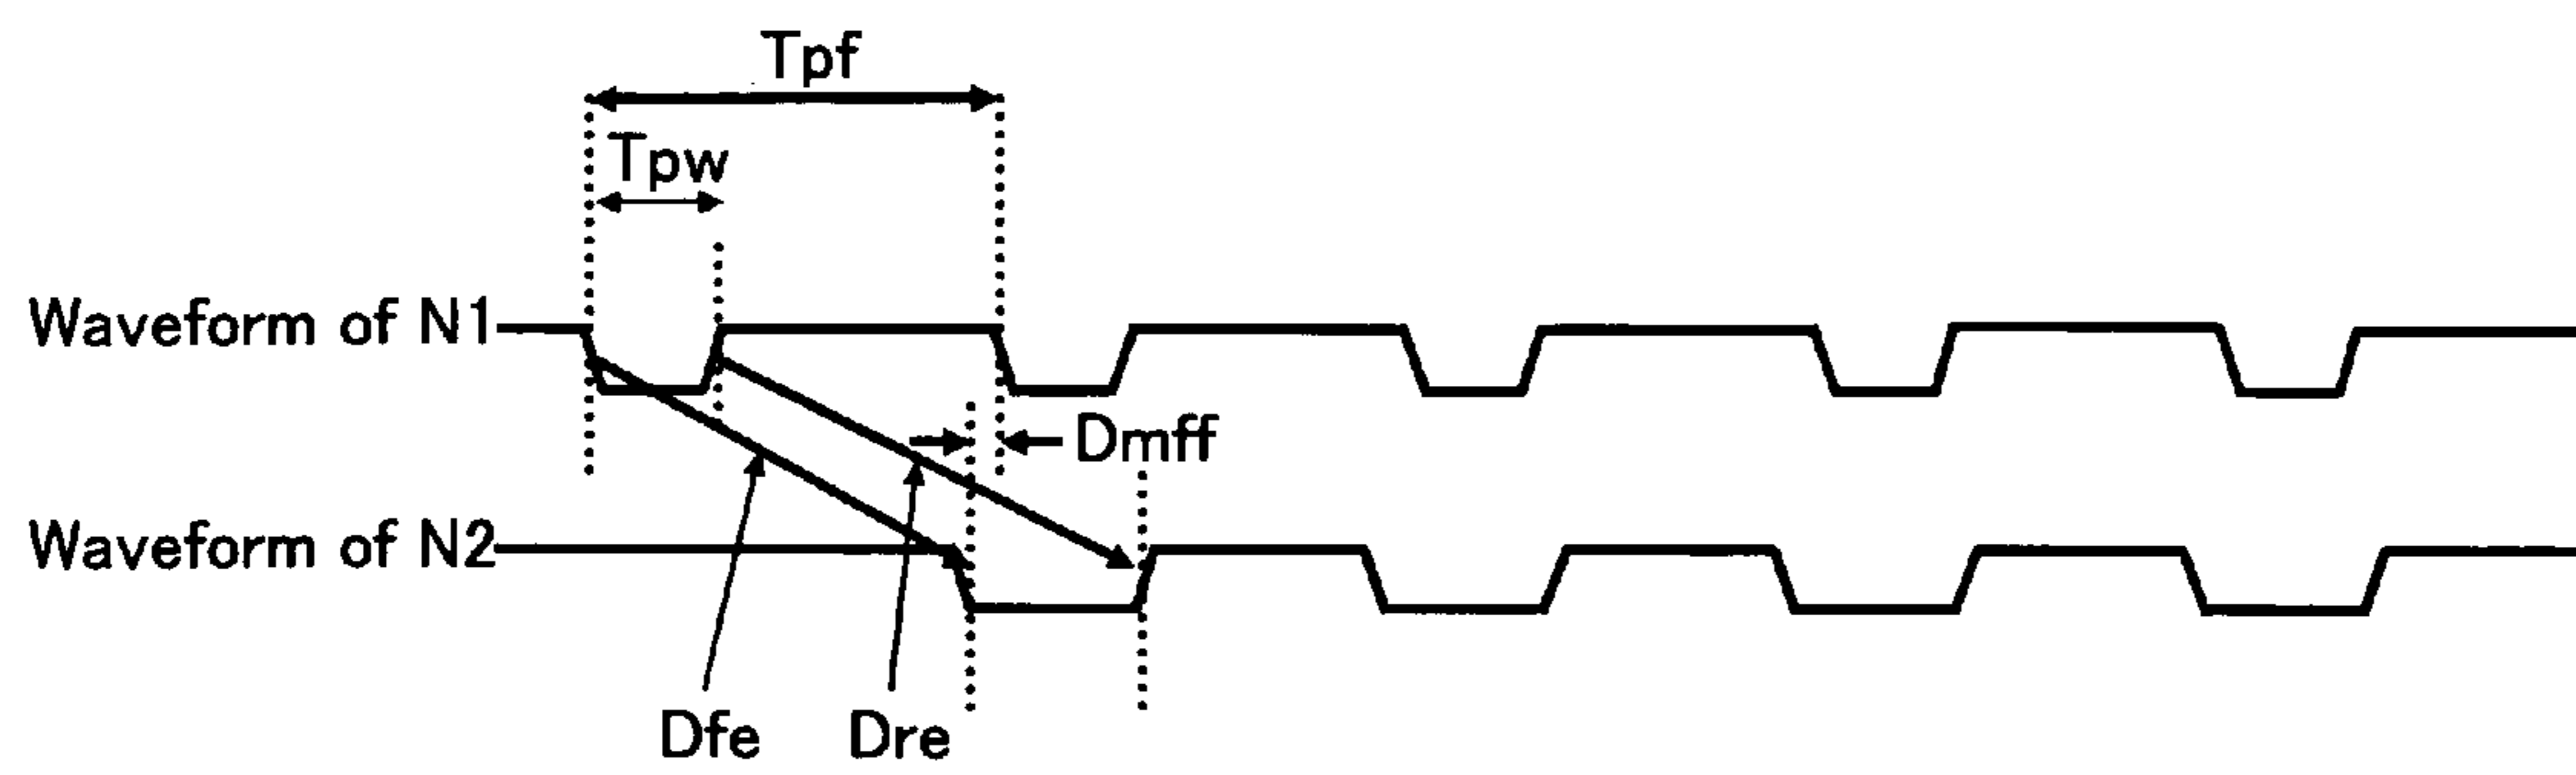 Tpf
Tpw
Waveform of N1
Dmff
Waveform of N2
Dfe
Dre